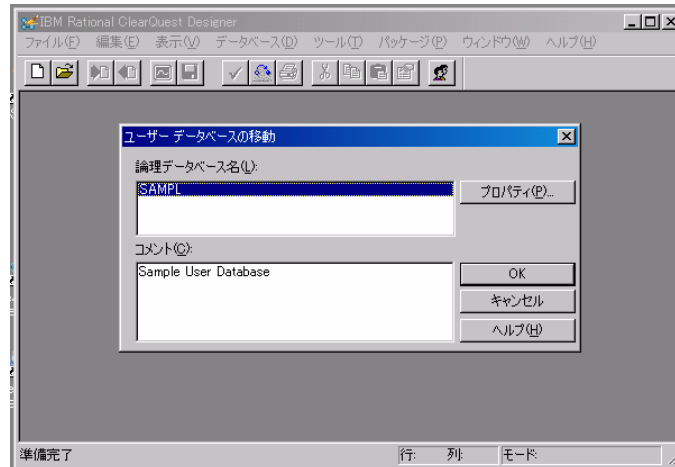 IBM Rational ClearQuest Designer
ファイル(F) 編集(E) 表示(V) データベース(D) ツール(T) パッケージ(P) ウィンドウ(W) ヘルプ(H)
ユーザー データベースの移動
論理データベース名(L):
SAMPL
プロパティ(P)...
コメント(C):
Sample User Database
OK
キャンセル
ヘルプ(H)
準備完了 行: 列: モード: